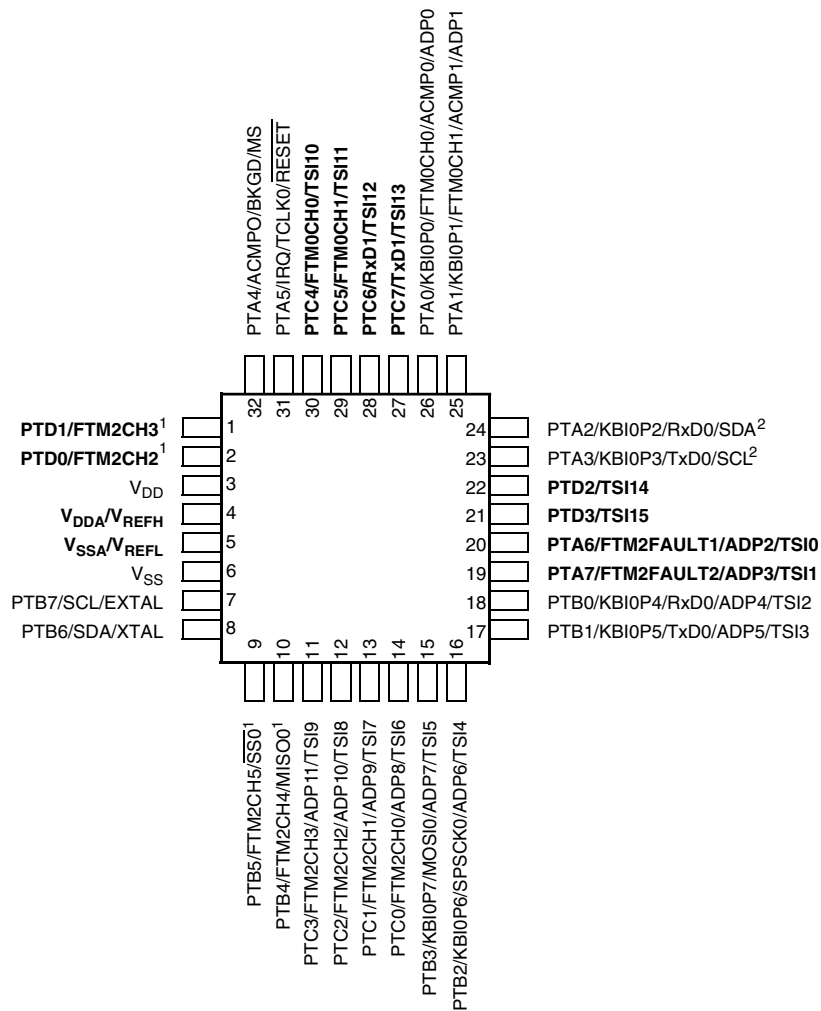 PTA4/ACMPO/BKGD/MS
PTA5/IRQ/TCLK0/RESET
PTC4/FTM0CH0/TSI10
PTC5/FTM0CH1/TSI11
PTC6/RxD1/TSI12
PTC7/TxD1/TSI13
PTA0/KBI0P0/FTM0CH0/ACMP0/ADP0
PTA1/KBI0P1/FTM0CH1/ACMP1/ADP1
32
31
30
29
28
27
26
25
PTD1/FTM2CH3¹ 1
PTD0/FTM2CH2¹ 2
VDD 3
VDDA/VREFH 4
VSSA/VREFL 5
VSS 6
PTB7/SCL/EXTAL 7
PTB6/SDA/XTAL 8
24 PTA2/KBI0P2/RxD0/SDA²
23 PTA3/KBI0P3/TxD0/SCL²
22 PTD2/TSI14
21 PTD3/TSI15
20 PTA6/FTM2FAULT1/ADP2/TSI0
19 PTA7/FTM2FAULT2/ADP3/TSI1
18 PTB0/KBI0P4/RxD0/ADP4/TSI2
17 PTB1/KBI0P5/TxD0/ADP5/TSI3
9
10
11
12
13
14
15
16
PTB5/FTM2CH5/SS0¹
PTB4/FTM2CH4/MISO0¹
PTC3/FTM2CH3/ADP11/TSI9
PTC2/FTM2CH2/ADP10/TSI8
PTC1/FTM2CH1/ADP9/TSI7
PTC0/FTM2CH0/ADP8/TSI6
PTB3/KBI0P7/MOSI0/ADP7/TSI5
PTB2/KBI0P6/SPSCK0/ADP6/TSI4